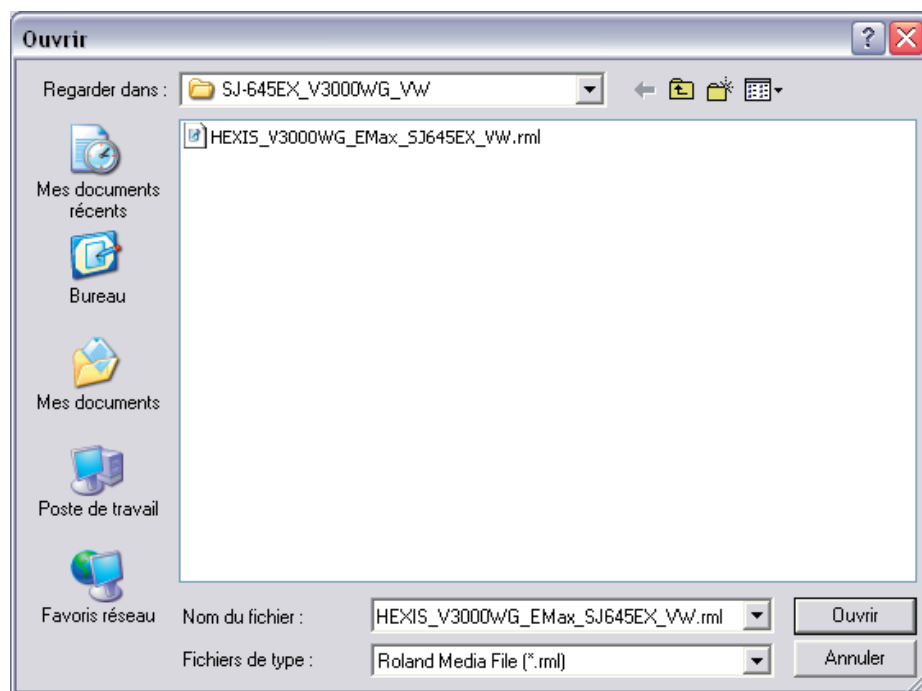 Ouvrir
Regarder dans :
SJ-645EX_V3000WG_VW
HEXIS_V3000WG_EMax_SJ645EX_VW.rml
Mes documents
récents
Bureau
Mes documents
Poste de travail
Favoris réseau
Nom du fichier :
HEXIS_V3000WG_EMax_SJ645EX_VW.rml
Ouvrir
Fichiers de type :
Roland Media File (*.rml)
Annuler